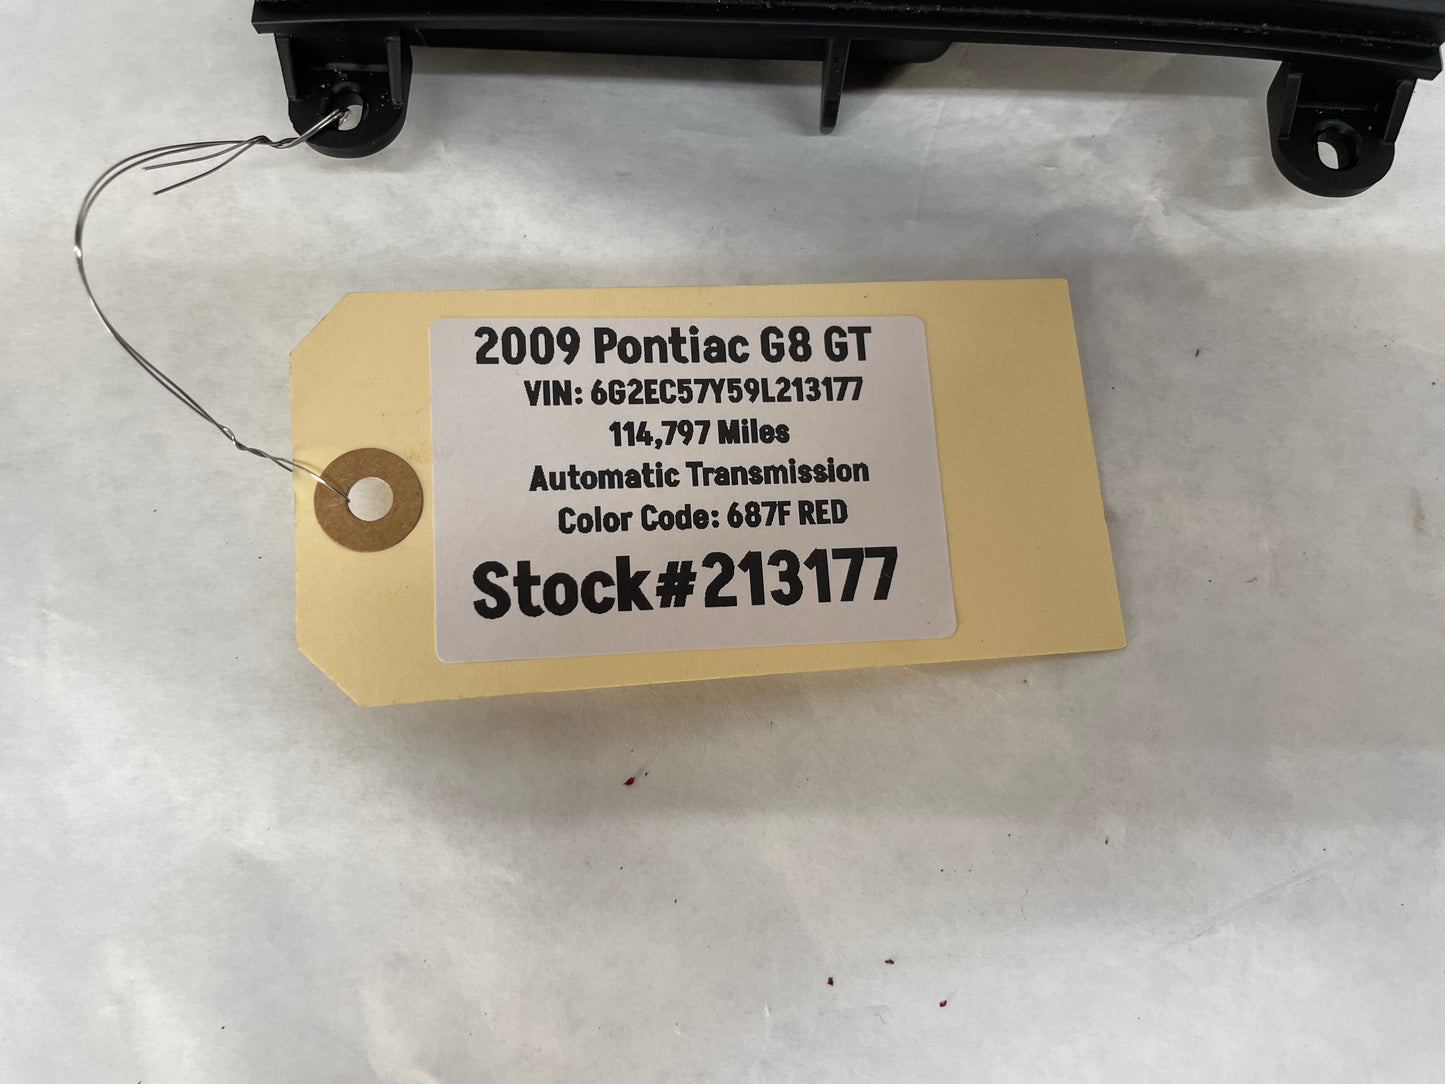 2009 Pontiac G8 GT
VIN: 6G2EC57Y59L213177
114,797 Miles
Automatic Transmission
Color Code: 687F RED
Stock#213177